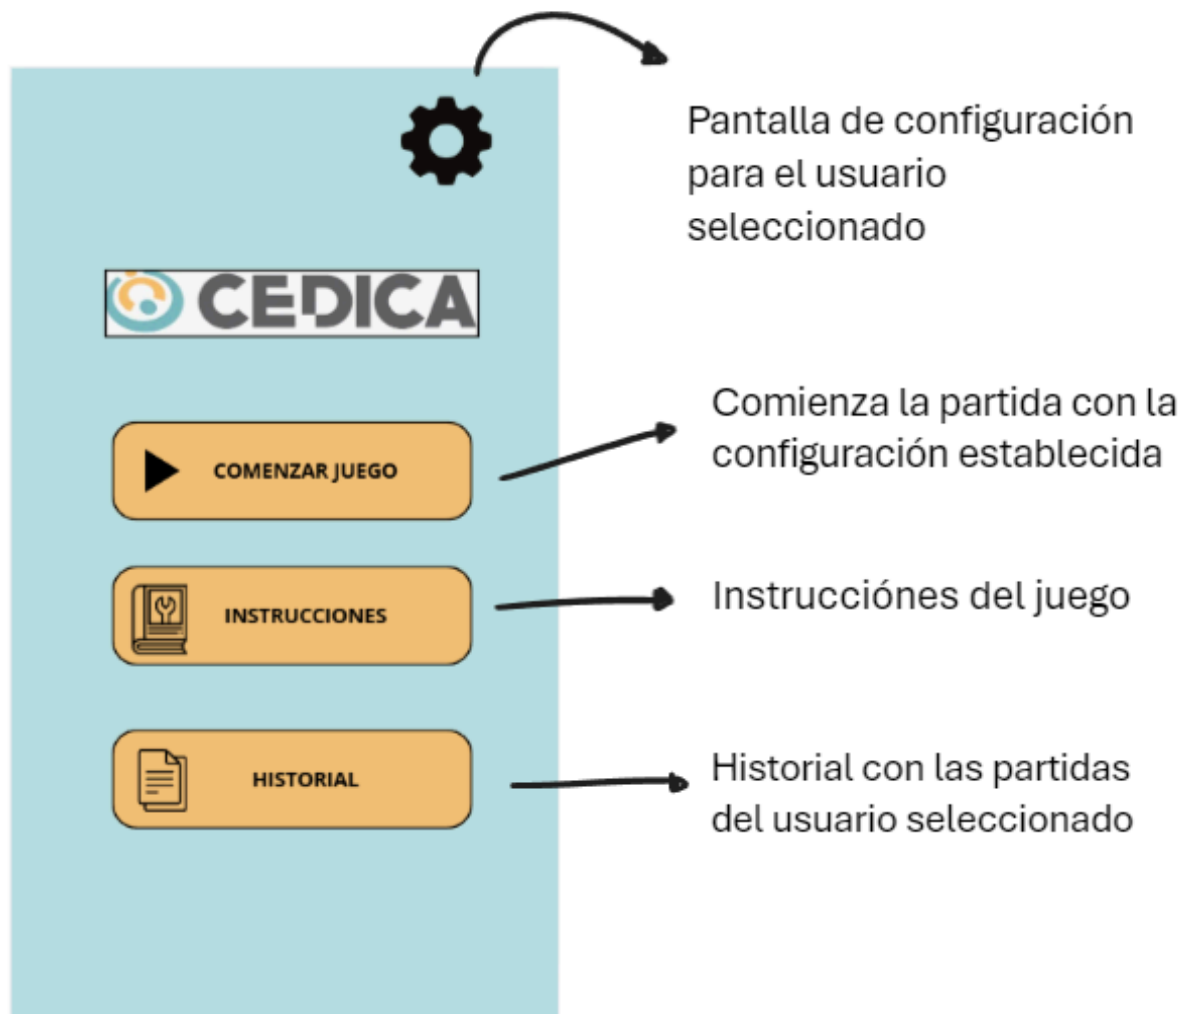 Pantalla de configuración
para el usuario
seleccionado
CEDICA
Comienza la partida con la
configuración establecida
COMENZAR JUEGO
Instrucciónes del juego
INSTRUCCIONES
Historial con las partidas
del usuario seleccionado
HISTORIAL